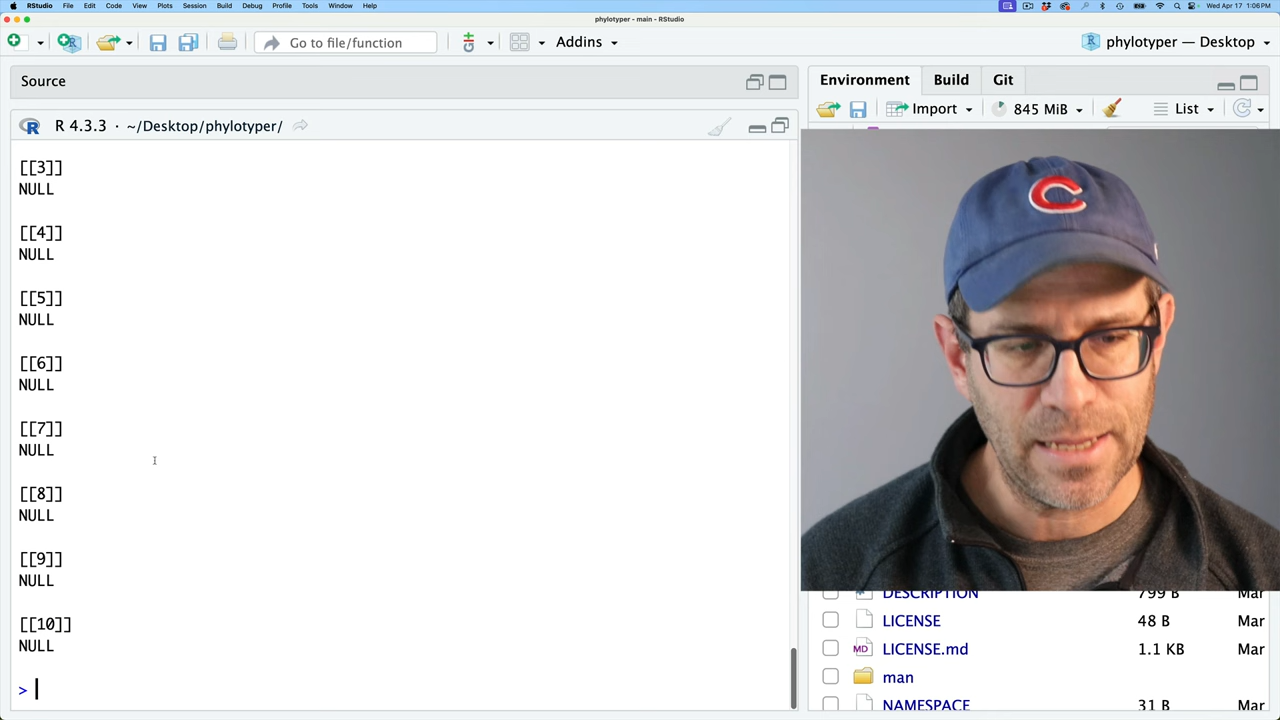 RStudio File Edit Code View Plots Session Build Debug Profile Tools Window Help Wed Apr 17 1:06PM
phylotyper - main - RStudio
Go to file/function Addins phylotyper — Desktop
Source Environment Build Git
Import 845 MiB List
R 4.3.3 · ~/Desktop/phylotyper/
[[3]]
NULL
[[4]]
NULL
[[5]]
NULL
[[6]]
NULL
[[7]]
NULL
[[8]]
NULL
[[9]]
NULL
[[10]]
NULL
>
C
DESCRIPTION 799 B Mar
LICENSE 48 B Mar
MD LICENSE.md 1.1 KB Mar
man
NAMESPACE 31 B Mar